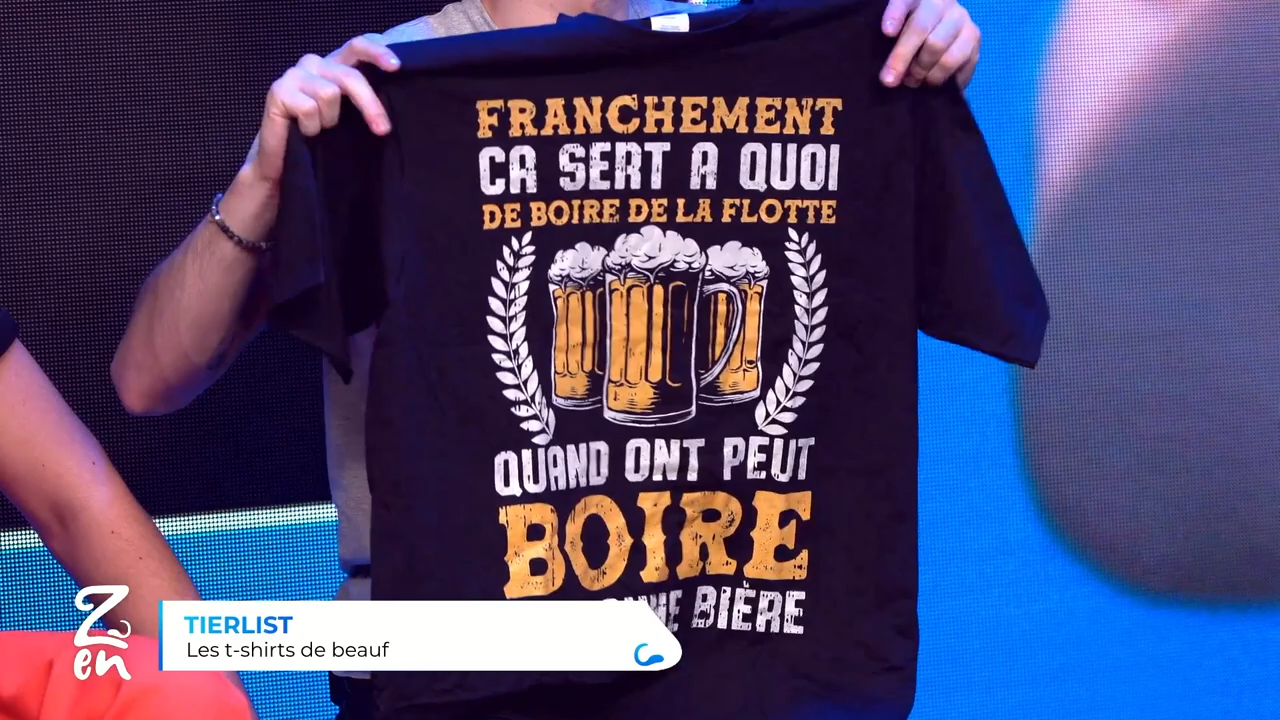 FRANCHEMENT
CA SERT A QUOI
DE BOIRE DE LA FLOTTE
QUAND ONT PEUT
BOIRE
BIÈRE
Zen
TIERLIST
Les t-shirts de beauf